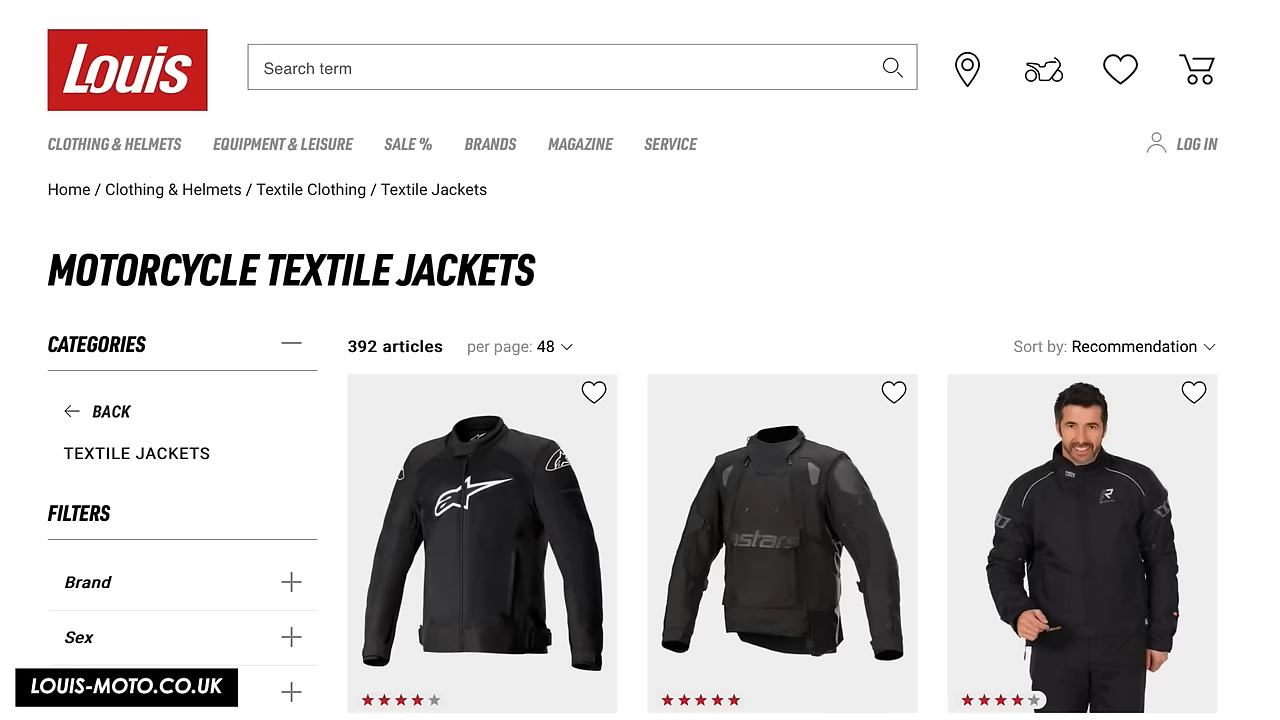 Louis
Search term
CLOTHING & HELMETS EQUIPMENT & LEISURE SALE % BRANDS MAGAZINE SERVICE LOG IN
Home / Clothing & Helmets / Textile Clothing / Textile Jackets
MOTORCYCLE TEXTILE JACKETS
CATEGORIES
392 articles per page: 48 Sort by: Recommendation
BACK
TEXTILE JACKETS
FILTERS
Brand
Sex
LOUIS-MOTO.CO.UK
astars